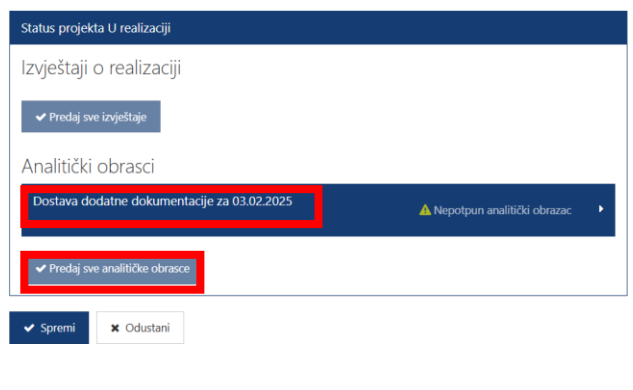 Status projekta U realizaciji
Izvještaji o realizaciji
Predaj sve izvještaje
Analitički obrasci
Dostava dodatne dokumentacije za 03.02.2025
Nepotpun analitički obrazac
Predaj sve analitičke obrasce
Spremi
Odustani